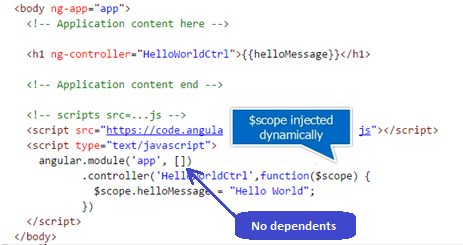 <body ng-app="app">
<!-- Application content here -->
<h1 ng-controller="HelloWorldCtrl">{{helloMessage}}</h1>
<!-- Application content end -->
<!-- scripts src=...js -->
<script src="https://code.angula js"></script>
$scope injected
dynamically
<script type="text/javascript">
angular.module('app', [])
.controller('HelloWorldCtrl',function($scope) {
$scope.helloMessage = "Hello World";
})
No dependents
</script>
</body>